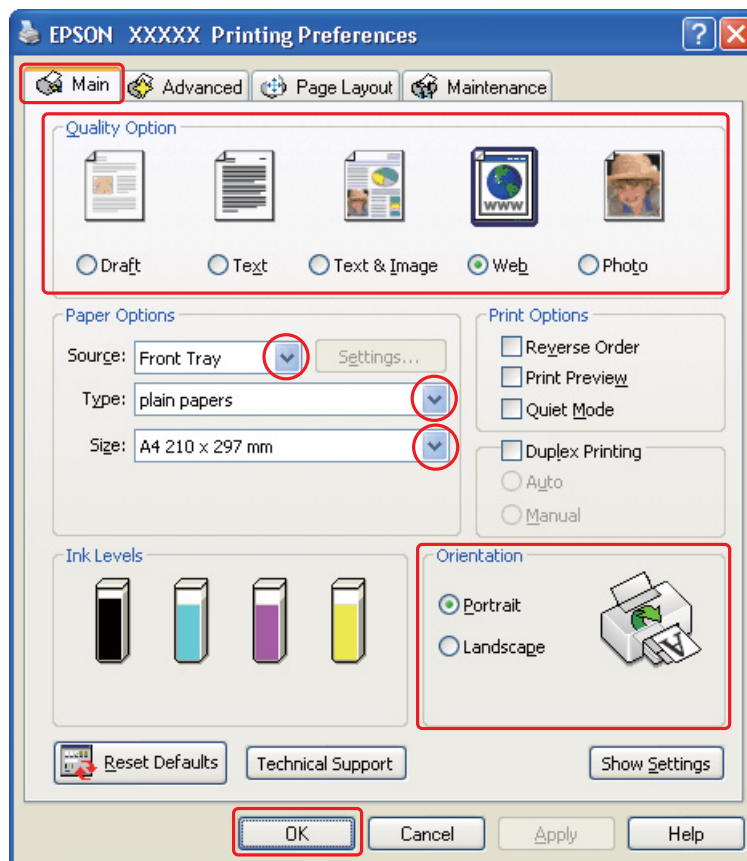 EPSON XXXXX Printing Preferences
Main Advanced Page Layout Maintenance
Quality Option
WWW
Draft Text Text & Image Web Photo
Paper Options
Source: Front Tray Settings...
Type: plain papers
Size: A4 210 x 297 mm
Print Options
Reverse Order
Print Preview
Quiet Mode
Duplex Printing
Auto
Manual
Ink Levels
Orientation
Portrait
Landscape
A
Reset Defaults Technical Support Show Settings
OK Cancel Apply Help